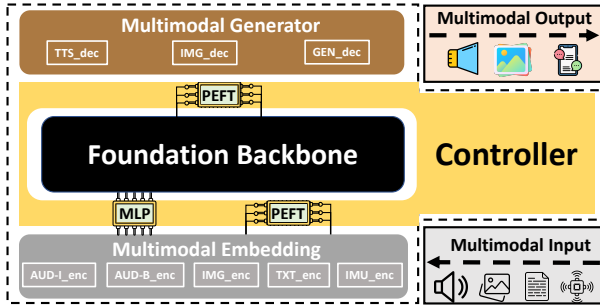 Multimodal Generator
TTS_dec IMG_dec GEN_dec
Multimodal Output
PEFT
Foundation Backbone
Controller
MLP
PEFT
Multimodal Embedding
AUD-I_enc AUD-B_enc IMG_enc TXT_enc IMU_enc
Multimodal Input